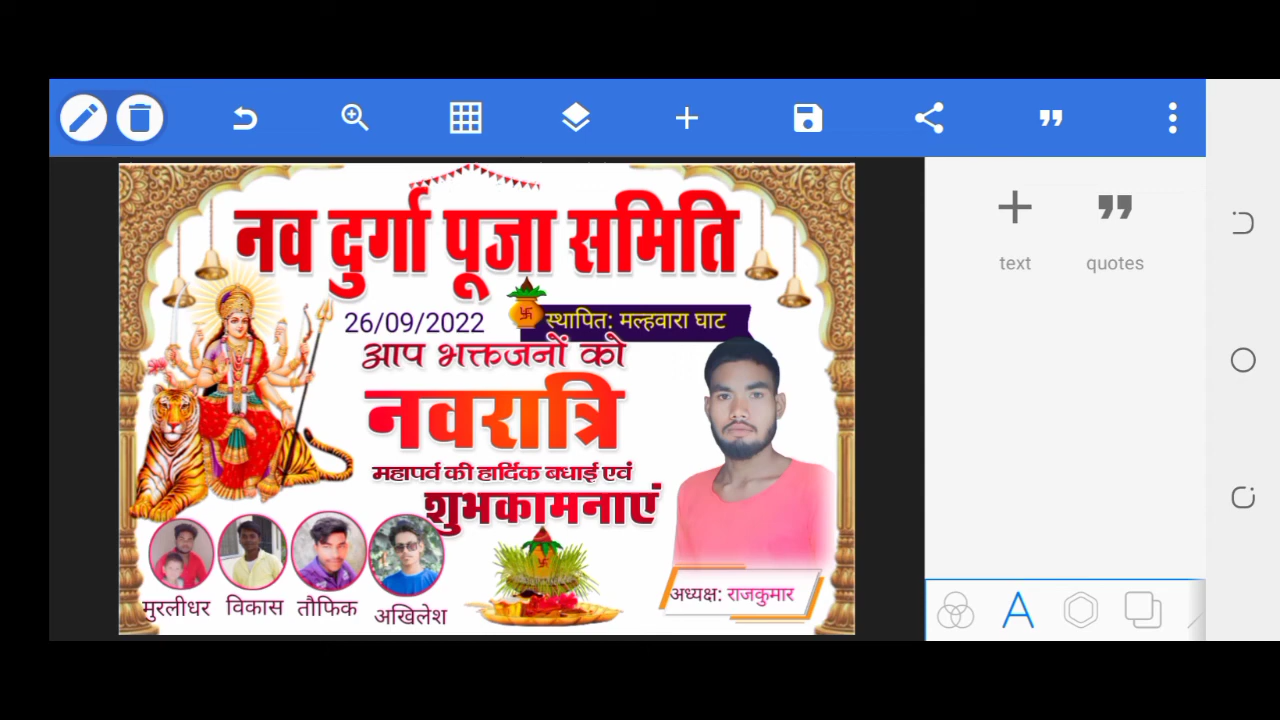 नव दुर्गा पूजा समिति
26/09/2022
स्थापित: मल्हवारा घाट
आप भक्तजनों को
नवरात्रि
महापर्व की हार्दिक बधाई एवं
शुभकामनाएं
मुरलीधर
विकास
तौफिक
अखिलेश
अध्यक्ष: राजकुमार
text
quotes